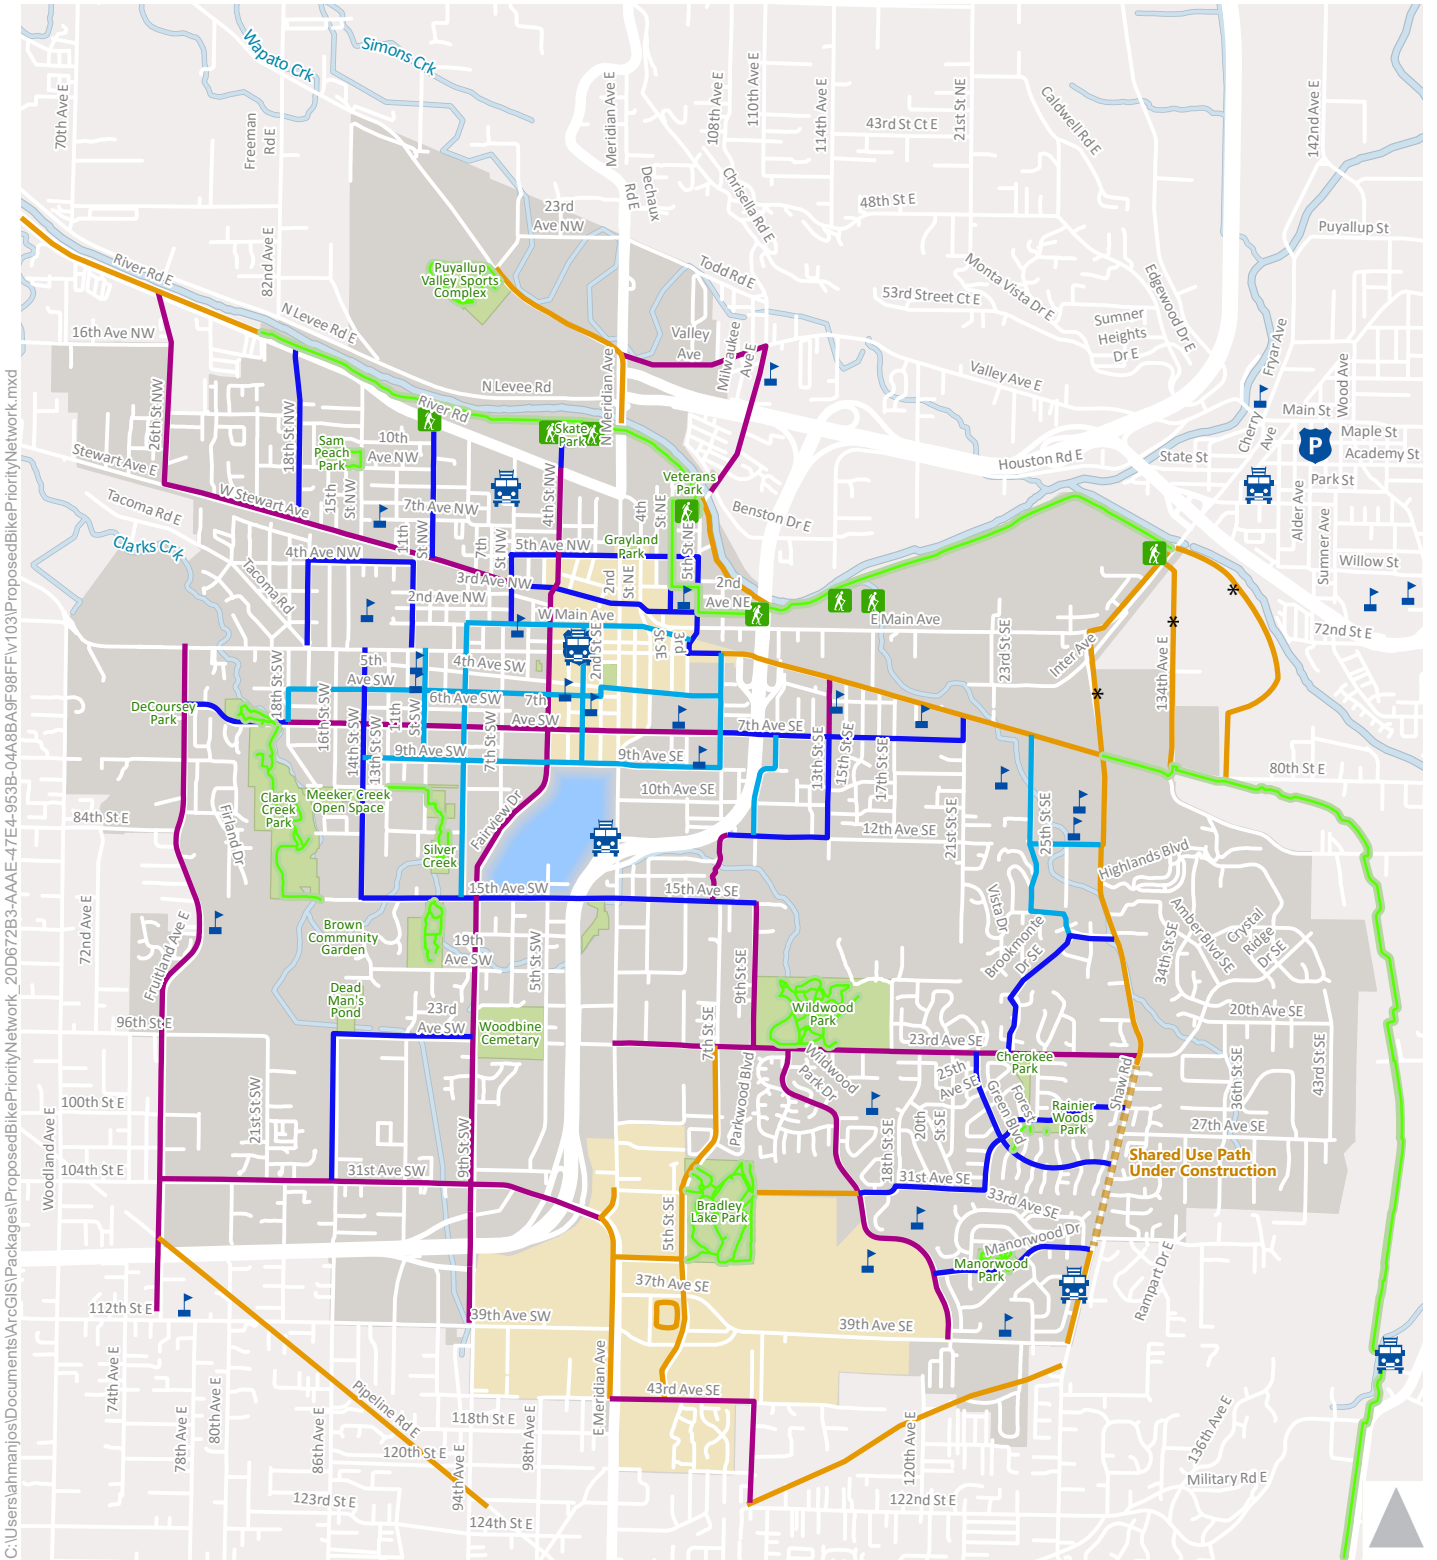 Wapato Crk
Simons Crk
70th Ave E
Freeman
Rd E
Meridian Ave E
108th Ave E
110th Ave E
114th Ave E
43rd St Ct E
21st St NE
Caldwell Rd E
142nd Ave E
Dechaux
Rd E
Chrisella Rd E
23rd
Ave NW
48th St E
Puyallup St
River Rd E
82nd Ave E
Puyallup
Valley Sports
Complex
Todd Rd E
Monta Vista Dr E
Edgewood Dr E
53rd Street Ct E
Sumner
Heights
Dr E
N Levee Rd E
16th Ave NW
Valley
Ave
Milwaukee
Ave E
Fryar Ave
N Meridian Ave
Valley Ave E
Wood Ave
N Levee Rd
River Rd
26th St NW
18th St NW
Main St
Cherry
Ave
Maple St
P
Academy St
Skate
Park
Sam
Peach
Park
10th
Ave NW
Stewart Ave E
Houston Rd E
State St
Park St
Veterans
Park
Tacoma Rd E
W Stewart Ave
15th
St NW
7th Ave NW
4th St NW
4th
St NE
Benston Dr E
Alder Ave
Sumner Ave
Clarks Crk
11th
St NW
7th
St NW
5th Ave NW
Grayland
Park
5th St NE
4th Ave NW
Tacoma Rd
3rd Ave NW
2nd Ave NW
2nd
St NE
2nd
Ave NE
Willow St
*
W Main Ave
E Main Ave
*
72nd St E
2nd St SE
3rd
St SE
23rd St SE
Inter Ave
134th Ave E
5th
Ave SW
4th Ave SW
18th St SW
6th Ave SW
7th
Ave SW
*
DeCoursey
Park
16th St SW
14th St SW
13th St SW
11th
St SW
7th St SW
7th Ave SE
9th Ave SW
9th Ave SE
13th St SE
15th St SE
17th St SE
80th St E
Clarks
Creek
Park
Meeker Creek
Open Space
10th Ave SE
84th St E
Firland Dr
Fairview Dr
12th Ave SE
21st St SE
25th St SE
Silver
Creek
Highlands Blvd
15th Ave SW
15th Ave SE
72nd Ave E
Fruitland Ave E
Brown
Community
Garden
19th
Ave SW
5th St SW
9th St SE
Vista Dr
Brookmonte
Dr SE
34th St SE
Amber Blvd SE
Crystal
Ridge
Dr SE
Dead
Man's
Pond
96th St E
23rd
Ave SW
Woodbine
Cemetery
7th St SE
Wildwood
Park
20th Ave SE
23rd Ave SE
Parkwood Blvd
Wildwood
Park Dr
Cherokee
Park
25th
Ave SE
Shaw Rd
36th St SE
43rd St SE
100th St E
21st St SW
20th
St SE
Forest
Green Blvd
Rainier
Woods
Park
27th Ave SE
Woodland Ave E
104th St E
31st Ave SW
9th St SW
18th St SE
31st Ave SE
Shared Use Path
Under Construction
5th St SE
Bradley
Lake Park
33rd Ave SE
Manorwood Dr
Manorwood
Park
Rampart Dr E
37th Ave SE
112th St E
39th Ave SW
39th Ave SE
74th Ave E
80th Ave E
E Meridian Ave
43rd Ave SE
Pipeline Rd E
78th Ave E
86th Ave E
118th St E
98th Ave E
120th Ave E
136th Ave E
120th St E
94th Ave E
Military Rd E
123rd St E
122nd St E
124th St E
C:\Users\ahmanjos\Documents\ArcGIS\Packages\ProposedBikePriorityNetwork_20D672B3-AAAE-47E4-953B-04A8BA9F98FF\v103\ProposedBikePriorityNetwork.mxd